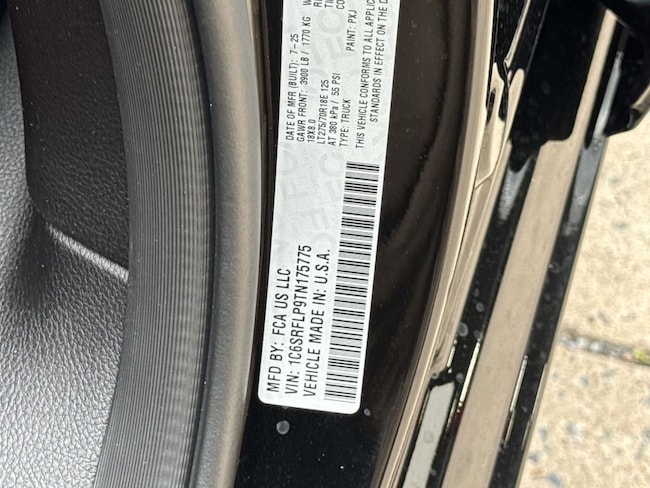 MFD BY: FCA US LLC
VIN: 1C6SRFLP9TN175775
VEHICLE MADE IN: U.S.A.
DATE OF MFR (BUILT): 7-25
GAWR FRONT: 3900 LB / 1770 KG
18X8.0
LT275/70R18E 125
AT 380 kPa / 55 PSI
TYPE: TRUCK
PAINT: PXJ
THIS VEHICLE CONFORMS TO ALL APPLICA
STANDARDS IN EFFECT ON THE D